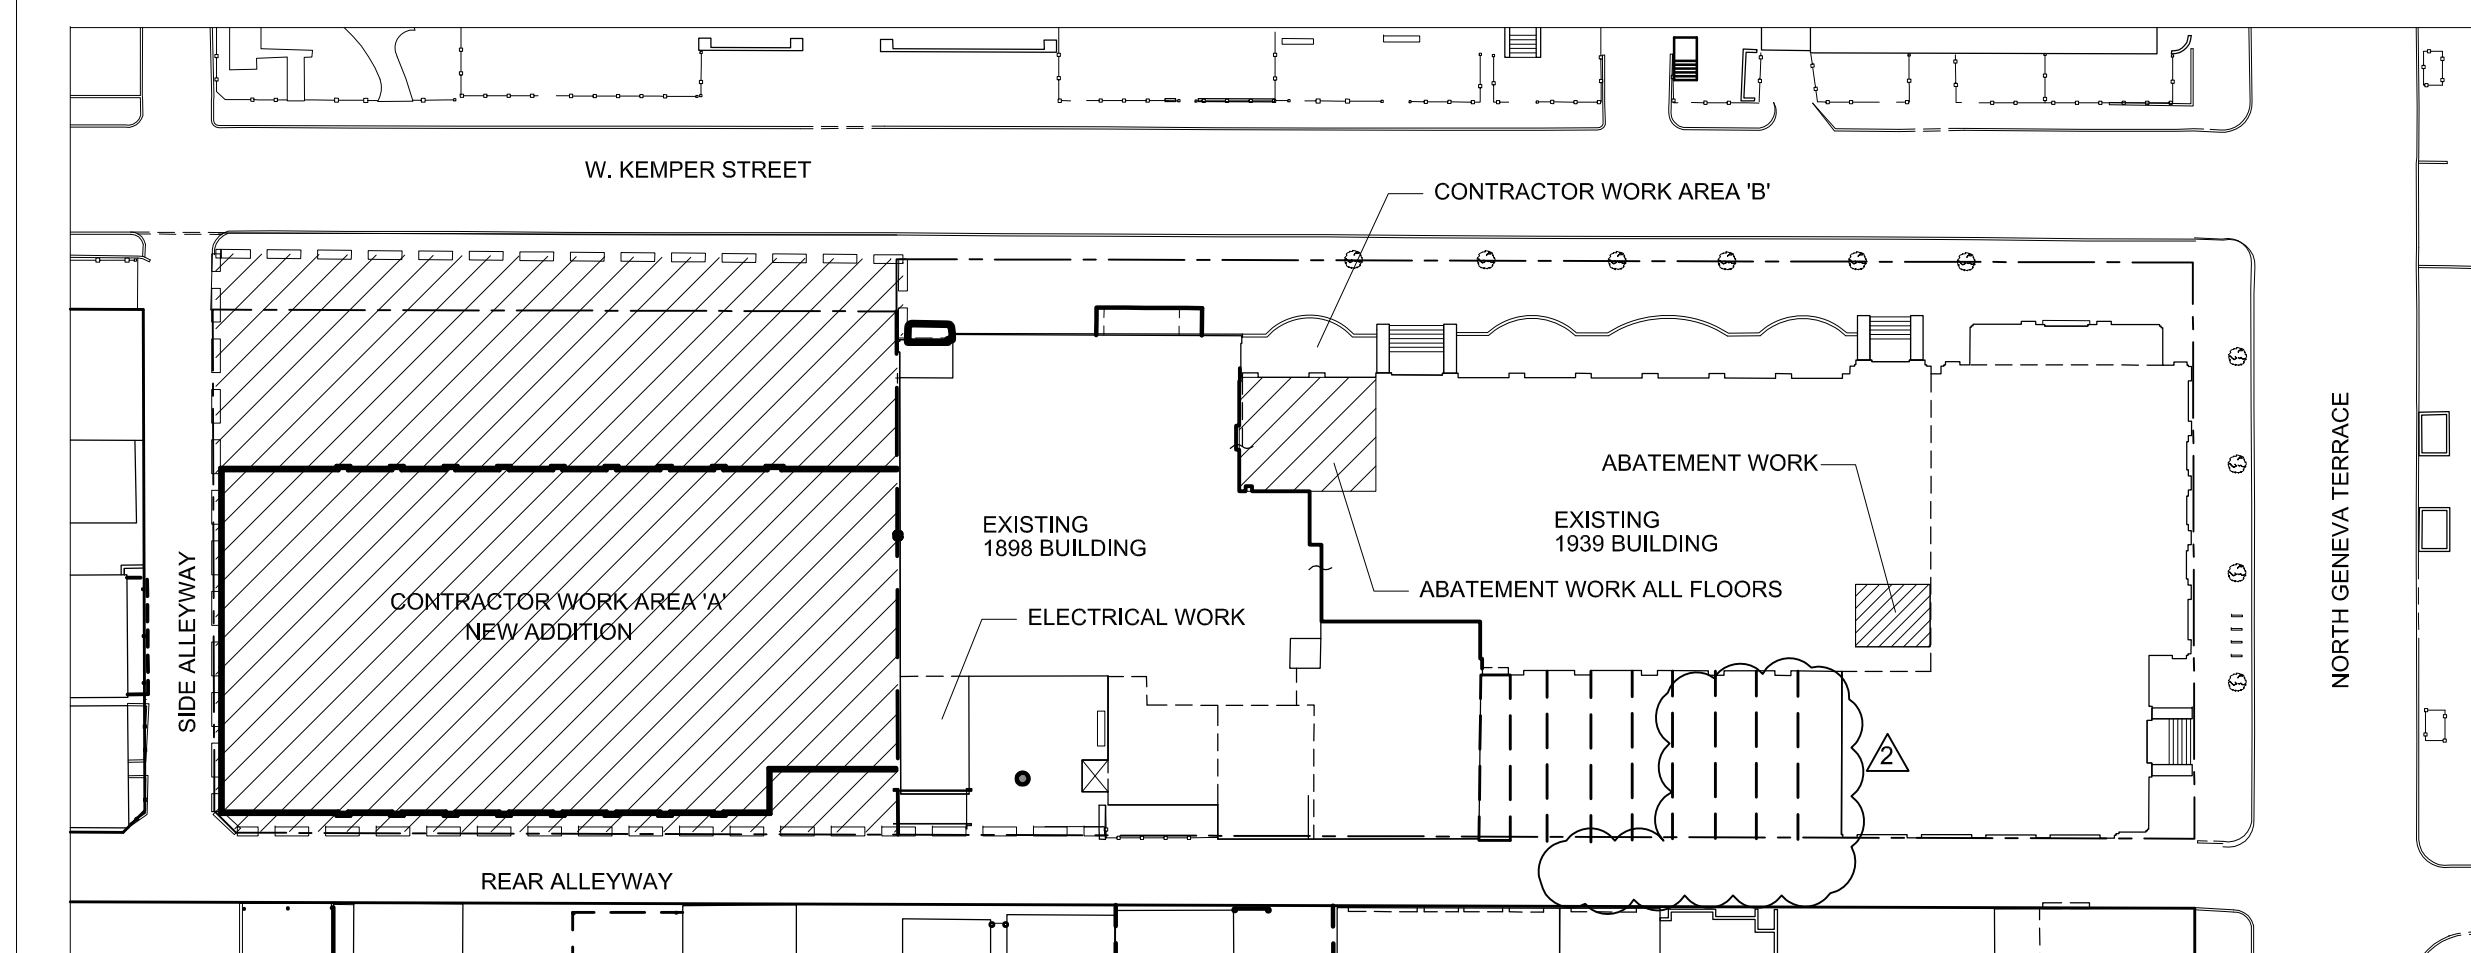 W. KEMPER STREET
CONTRACTOR WORK AREA 'B'
NORTH GENEVA TERRACE
ABATEMENT WORK
EXISTING
1898 BUILDING
EXISTING
1939 BUILDING
SIDE ALLEYWAY
CONTRACTOR WORK AREA 'A'
NEW ADDITION
ELECTRICAL WORK
ABATEMENT WORK ALL FLOORS
2
REAR ALLEYWAY